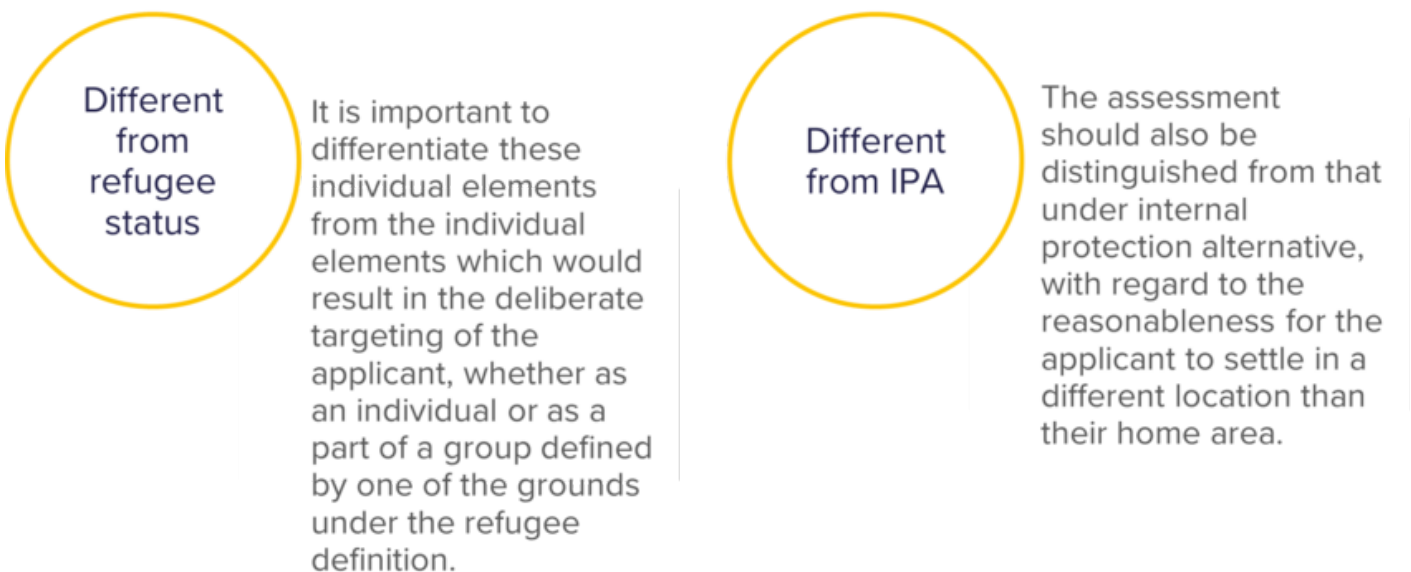 Different
from
refugee
status
It is important to
differentiate these
individual elements
from the individual
elements which would
result in the deliberate
targeting of the
applicant, whether as
an individual or as a
part of a group defined
by one of the grounds
under the refugee
definition.
Different
from IPA
The assessment
should also be
distinguished from that
under internal
protection alternative,
with regard to the
reasonableness for the
applicant to settle in a
different location than
their home area.